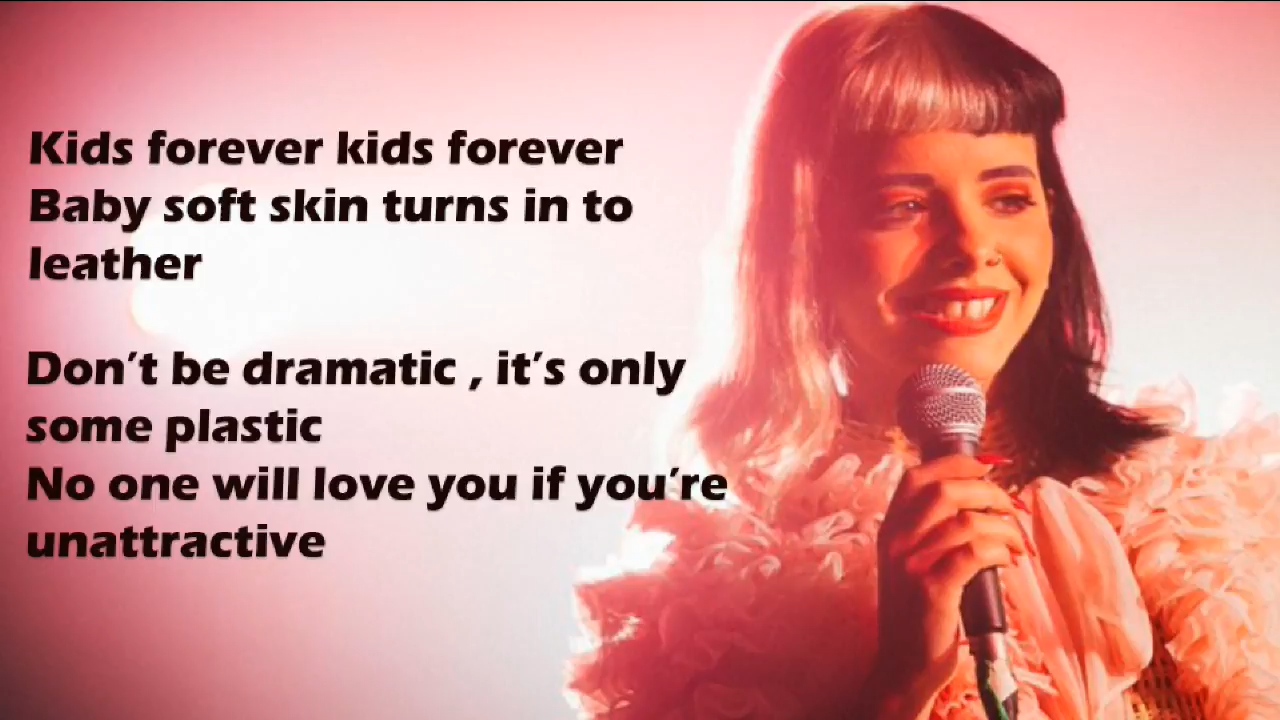 Kids forever kids forever
Baby soft skin turns in to
leather
Don't be dramatic , it's only
some plastic
No one will love you if you're
unattractive